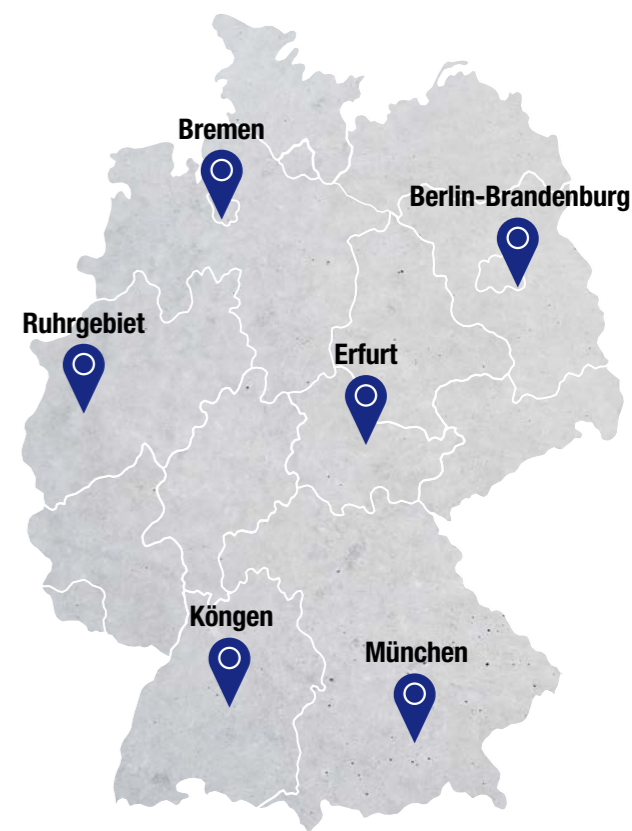 Bremen
Berlin-Brandenburg
Ruhrgebiet
Erfurt
Köngen
München